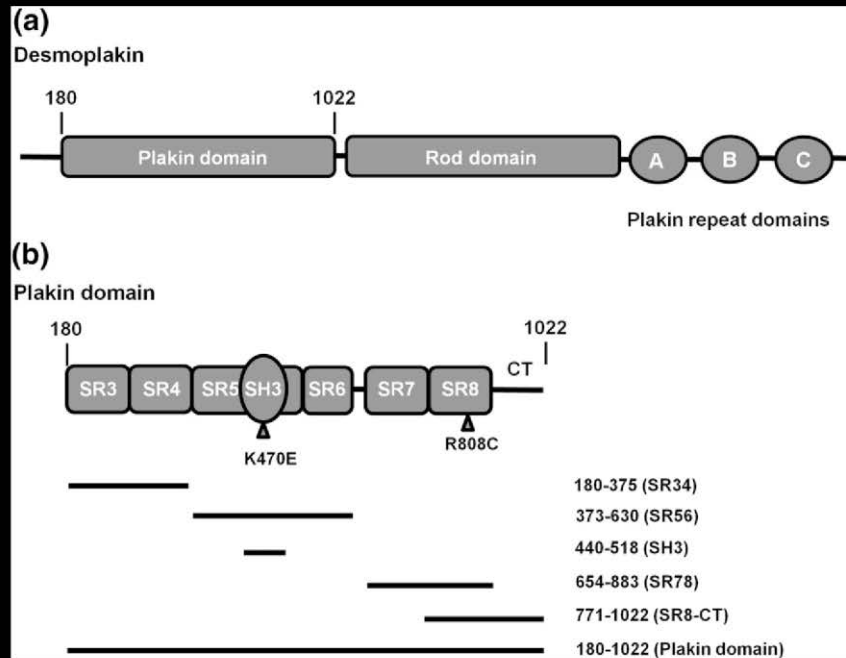 (a)
Desmoplakin
180 1022
Plakin domain Rod domain A B C
Plakin repeat domains
(b)
Plakin domain
180 1022
CT
SR3 SR4 SR5 SH3 SR6 SR7 SR8
K470E R808C
180-375 (SR34)
373-630 (SR56)
440-518 (SH3)
654-883 (SR78)
771-1022 (SR8-CT)
180-1022 (Plakin domain)